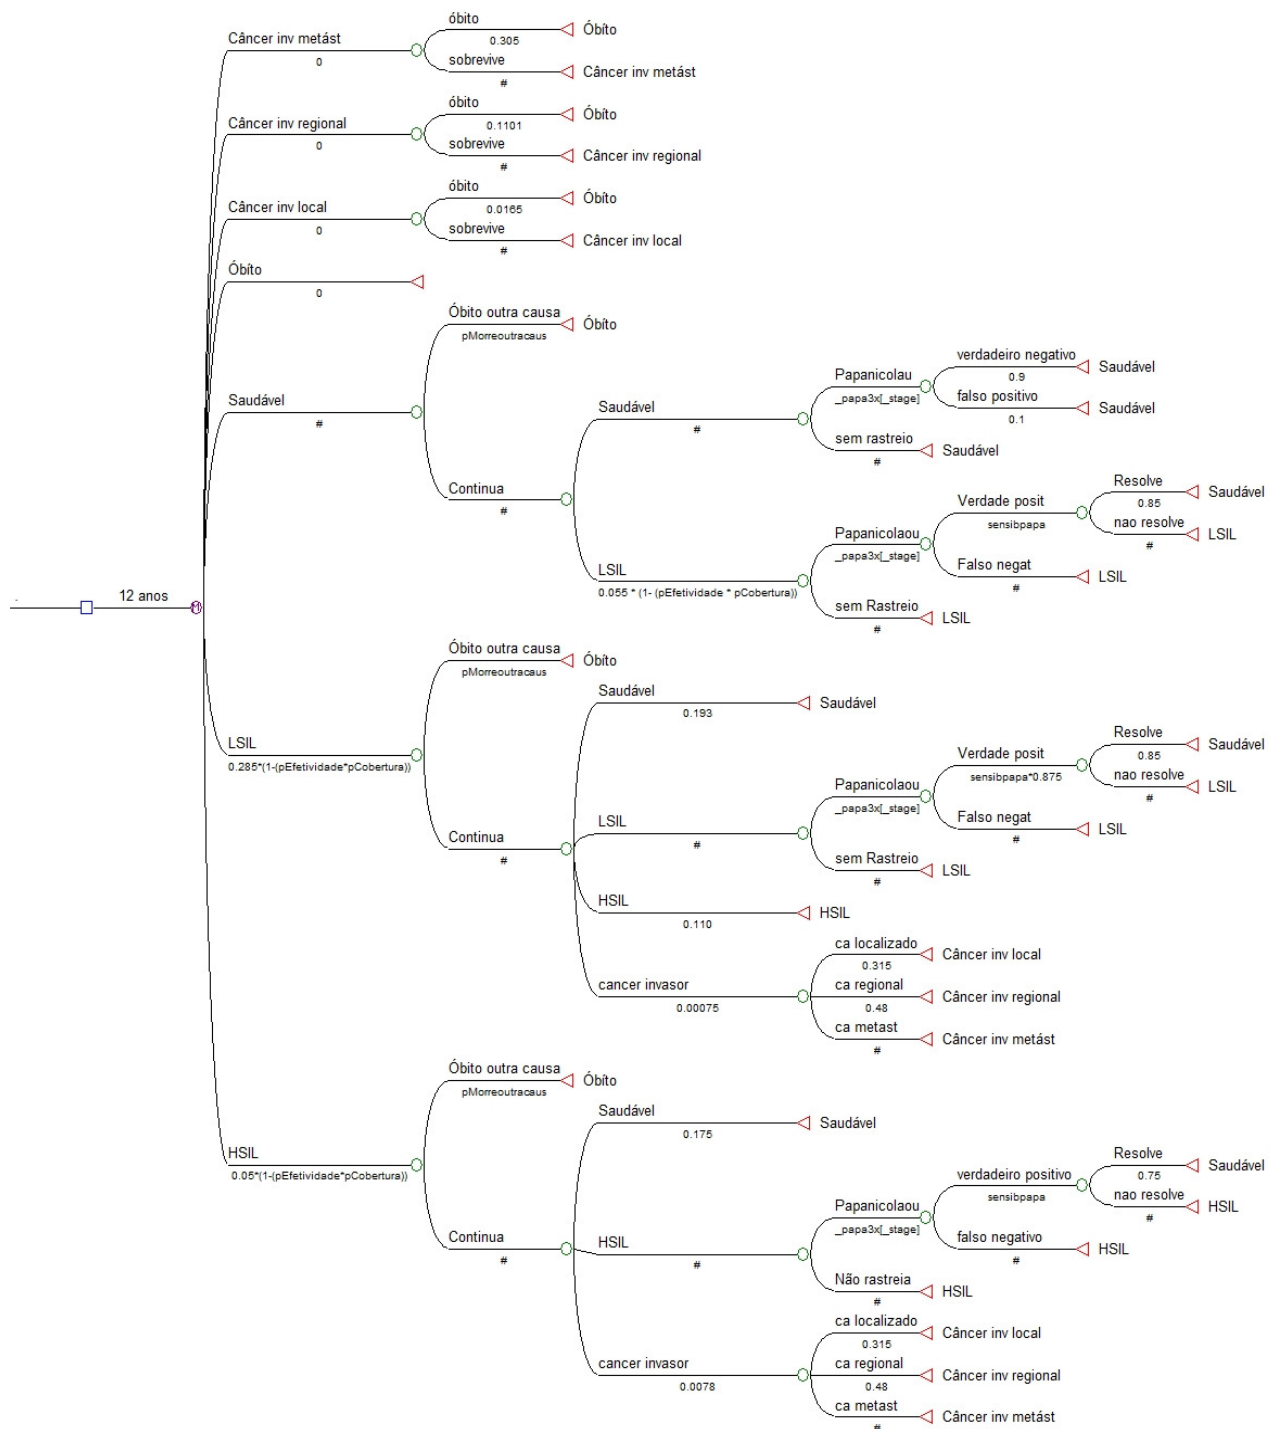 óbito
0.305
Óbíto
Câncer inv metást
0
sobrevive
#
Câncer inv metást
óbito
0.1101
Óbíto
Câncer inv regional
0
sobrevive
#
Câncer inv regional
óbito
0.0165
Óbíto
Câncer inv local
0
sobrevive
#
Câncer inv local
Óbíto
0
Óbito outra causa
pMorreoutracaus
Óbíto
Saudável
#
Continua
#
Saudável
#
Papanicolau
_papa3x[_stage]
verdadeiro negativo
0.9
Saudável
falso positivo
0.1
Saudável
sem rastreio
#
Saudável
LSIL
0.055 * (1- (pEfetividade * pCobertura))
Papanicolaou
_papa3x[_stage]
Verdade posit
sensibpapa
Resolve
0.85
Saudável
nao resolve
#
LSIL
Falso negat
#
LSIL
sem Rastreio
#
LSIL
12 anos
M
Óbito outra causa
pMorreoutracaus
Óbíto
LSIL
0.285*(1-(pEfetividade*pCobertura))
Continua
#
Saudável
0.193
Saudável
LSIL
#
Papanicolaou
_papa3x[_stage]
Verdade posit
sensibpapa*0.875
Resolve
0.85
Saudável
nao resolve
#
LSIL
Falso negat
#
LSIL
sem Rastreio
#
LSIL
HSIL
0.110
HSIL
cancer invasor
0.00075
ca localizado
0.315
Câncer inv local
ca regional
0.48
Câncer inv regional
ca metast
#
Câncer inv metást
Óbito outra causa
pMorreoutracaus
Óbíto
HSIL
0.05*(1-(pEfetividade*pCobertura))
Continua
#
Saudável
0.175
Saudável
HSIL
#
Papanicolaou
_papa3x[_stage]
verdadeiro positivo
sensibpapa
Resolve
0.75
Saudável
nao resolve
#
HSIL
falso negativo
#
HSIL
Não rastreia
#
HSIL
cancer invasor
0.0078
ca localizado
0.315
Câncer inv local
ca regional
0.48
Câncer inv regional
ca metast
#
Câncer inv metást